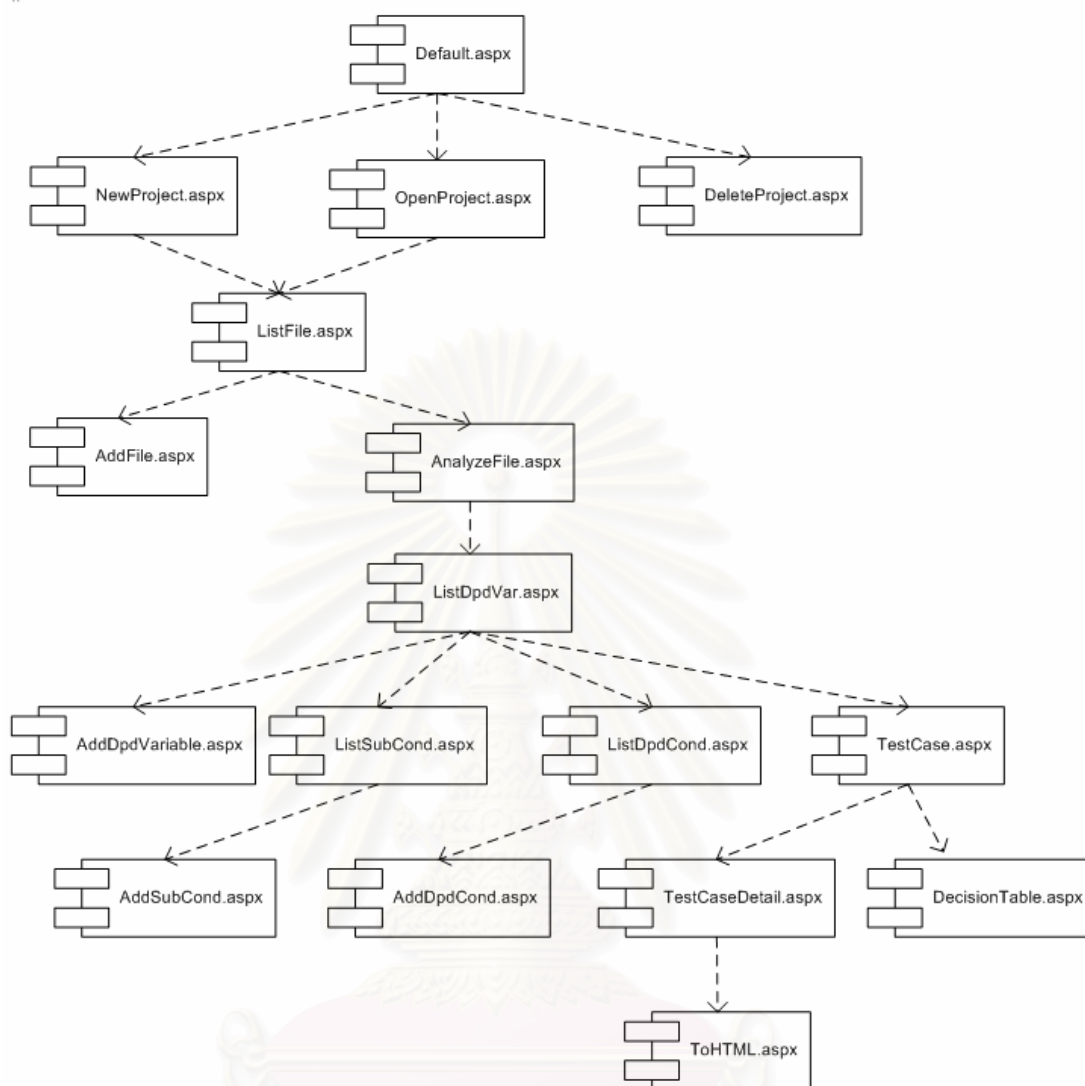 Default.aspx
NewProject.aspx
OpenProject.aspx
DeleteProject.aspx
ListFile.aspx
AddFile.aspx
AnalyzeFile.aspx
ListDpdVar.aspx
AddDpdVariable.aspx
ListSubCond.aspx
ListDpdCond.aspx
TestCase.aspx
AddSubCond.aspx
AddDpdCond.aspx
TestCaseDetail.aspx
DecisionTable.aspx
ToHTML.aspx